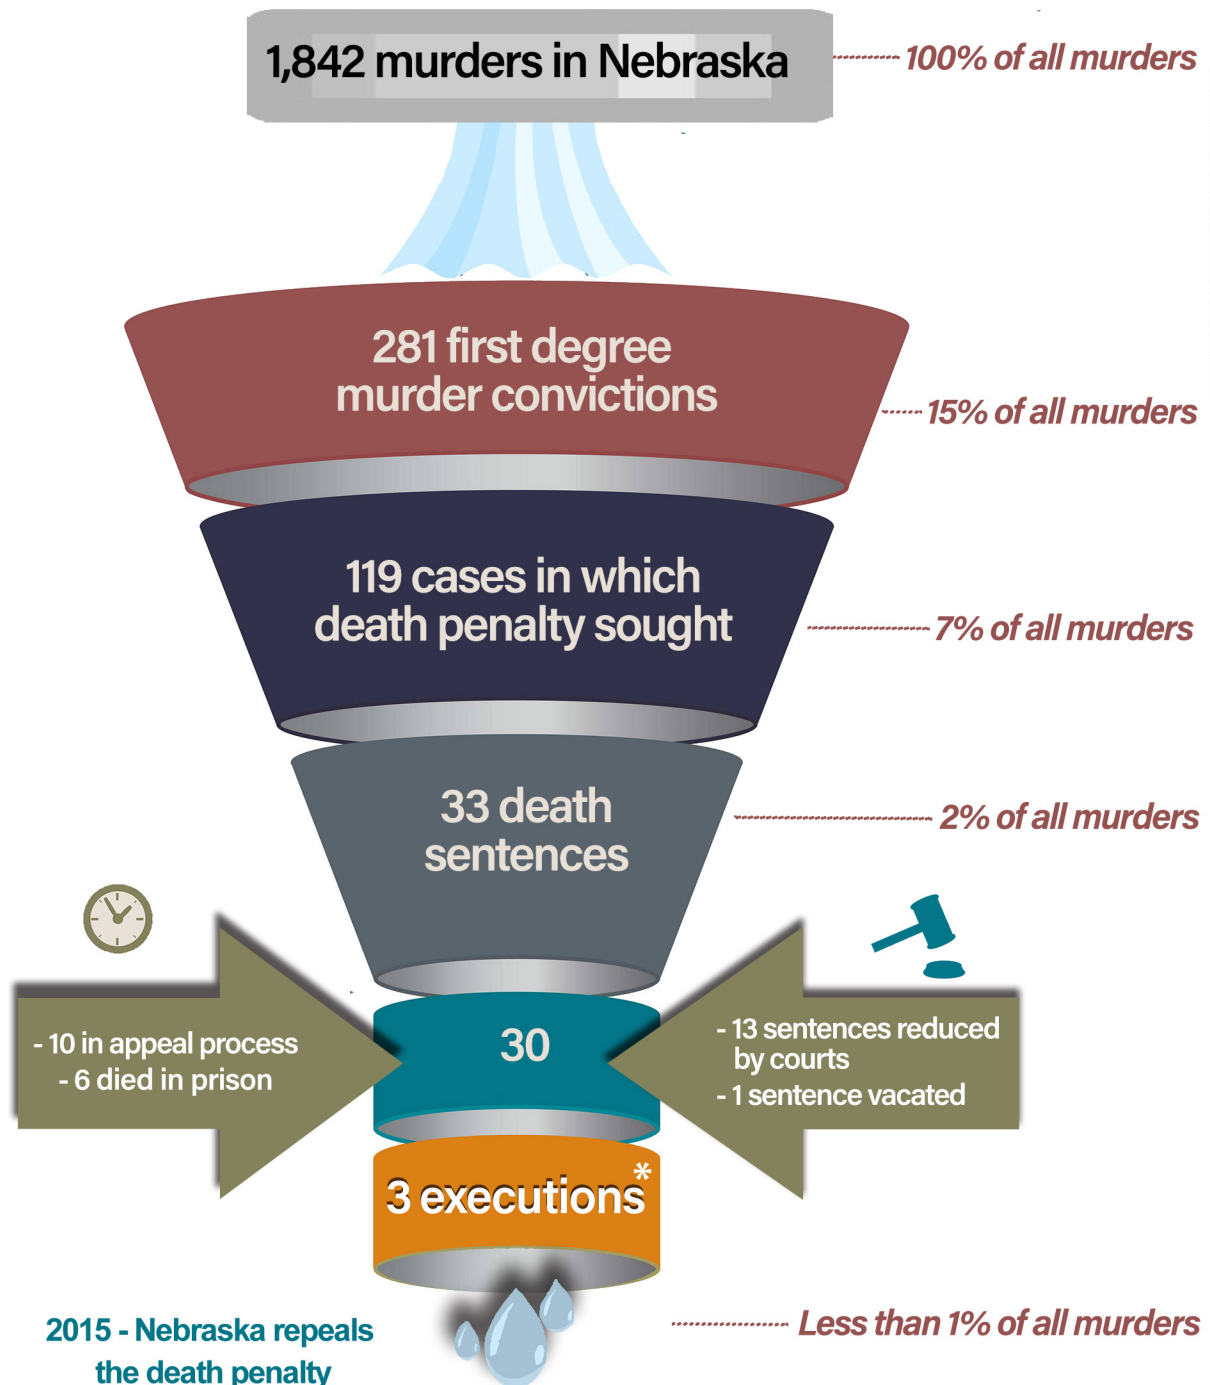 1,842 murders in Nebraska
100% of all murders
281 first degree
murder convictions
15% of all murders
119 cases in which
death penalty sought
7% of all murders
33 death
sentences
2% of all murders
- 10 in appeal process
- 6 died in prison
30
- 13 sentences reduced
by courts
- 1 sentence vacated
3 executions*
2015 - Nebraska repeals
the death penalty
Less than 1% of all murders